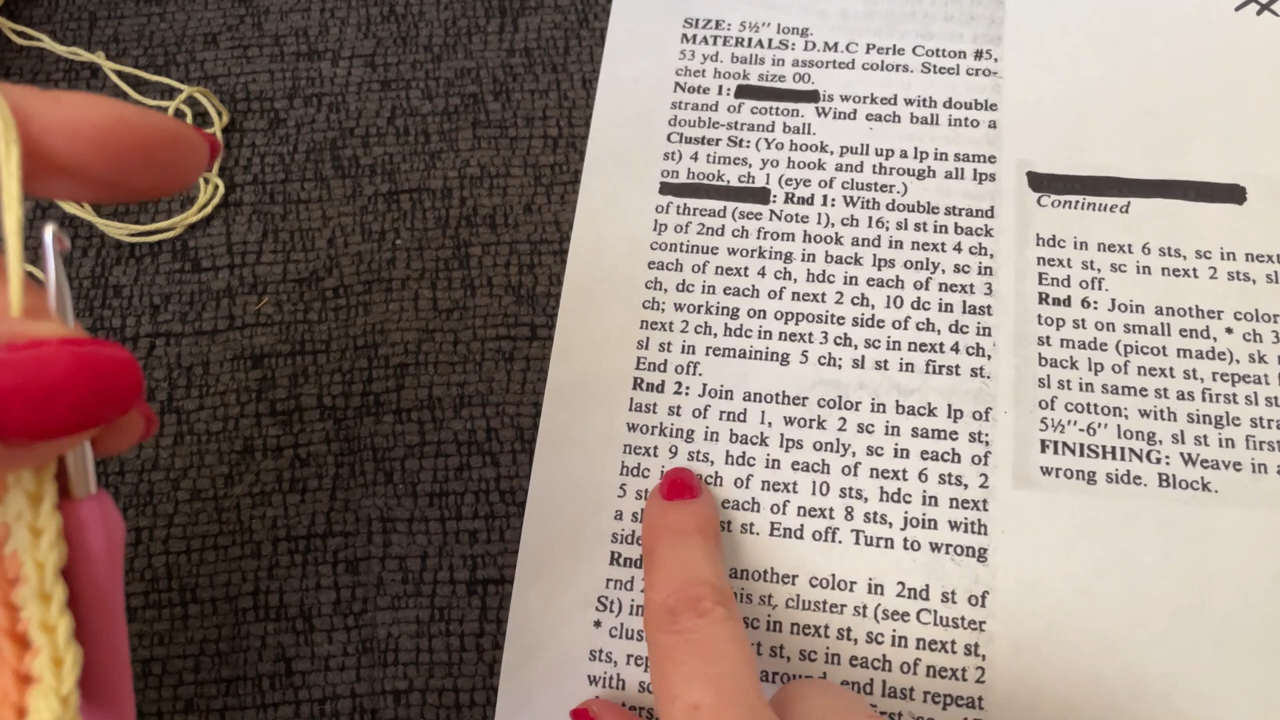 SIZE: 5½" long.
MATERIALS: D.M.C Perle Cotton #5,
53 yd. balls in assorted colors. Steel cro-
chet hook size 00.
Note 1: is worked with double
strand of cotton. Wind each ball into a
double-strand ball.
Cluster St: (Yo hook, pull up a lp in same
st) 4 times, yo hook and through all lps
on hook, ch 1 (eye of cluster.)
: Rnd 1: With double strand
of thread (see Note 1), ch 16; sl st in back
lp of 2nd ch from hook and in next 4 ch,
continue working in back lps only, sc in
each of next 4 ch, hdc in each of next 3
ch, dc in each of next 2 ch, 10 dc in last
ch; working on opposite side of ch, dc in
next 2 ch, hdc in next 3 ch, sc in next 4 ch,
sl st in remaining 5 ch; sl st in first st.
End off.
Rnd 2: Join another color in back lp of
last st of rnd 1, work 2 sc in same st;
working in back lps only, sc in each of
next 9 sts, hdc in each of next 6 sts, 2
hdc in each of next 10 sts, hdc in next
5 st each of next 8 sts, join with
a sl st st. End off. Turn to wrong
side
Rnd another color in 2nd st of
rnd this st, cluster st (see Cluster
St) in sc in next st, sc in next st,
* clus t st, sc in each of next 2
sts, rep around, end last repeat
with sc
Continued
hdc in next 6 sts, sc in next
next st, sc in next 2 sts, sl
End off.
Rnd 6: Join another color
top st on small end, * ch 3
st made (picot made), sk
back lp of next st, repeat
sl st in same st as first sl st
of cotton; with single stra
5½"-6" long, sl st in first
FINISHING: Weave in a
wrong side. Block.